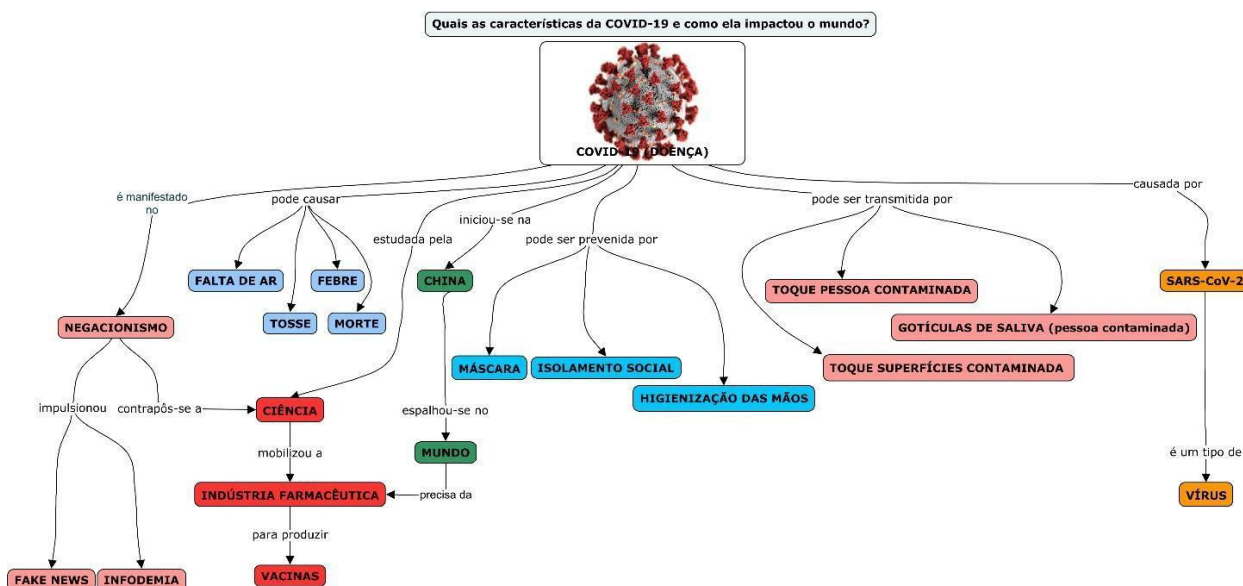 Quais as características da COVID-19 e como ela impactou o mundo?
COVID-19 (DOENÇA)
é manifestado
no
pode causar
estudada pela
iniciou-se na
pode ser prevenida por
pode ser transmitida por
causada por
FALTA DE AR
FEBRE
TOSSE
MORTE
CHINA
TOQUE PESSOA CONTAMINADA
SARS-CoV-2
NEGACIONISMO
GOTÍCULAS DE SALIVA (pessoa contaminada)
MÁSCARA
ISOLAMENTO SOCIAL
TOQUE SUPERFÍCIES CONTAMINADA
HIGIENIZAÇÃO DAS MÃOS
impulsionou
contrapôs-se a
CIÊNCIA
espalhou-se no
mobilizou a
MUNDO
é um tipo de
INDÚSTRIA FARMACÊUTICA
precisa da
VÍRUS
para produzir
FAKE NEWS
INFODEMIA
VACINAS